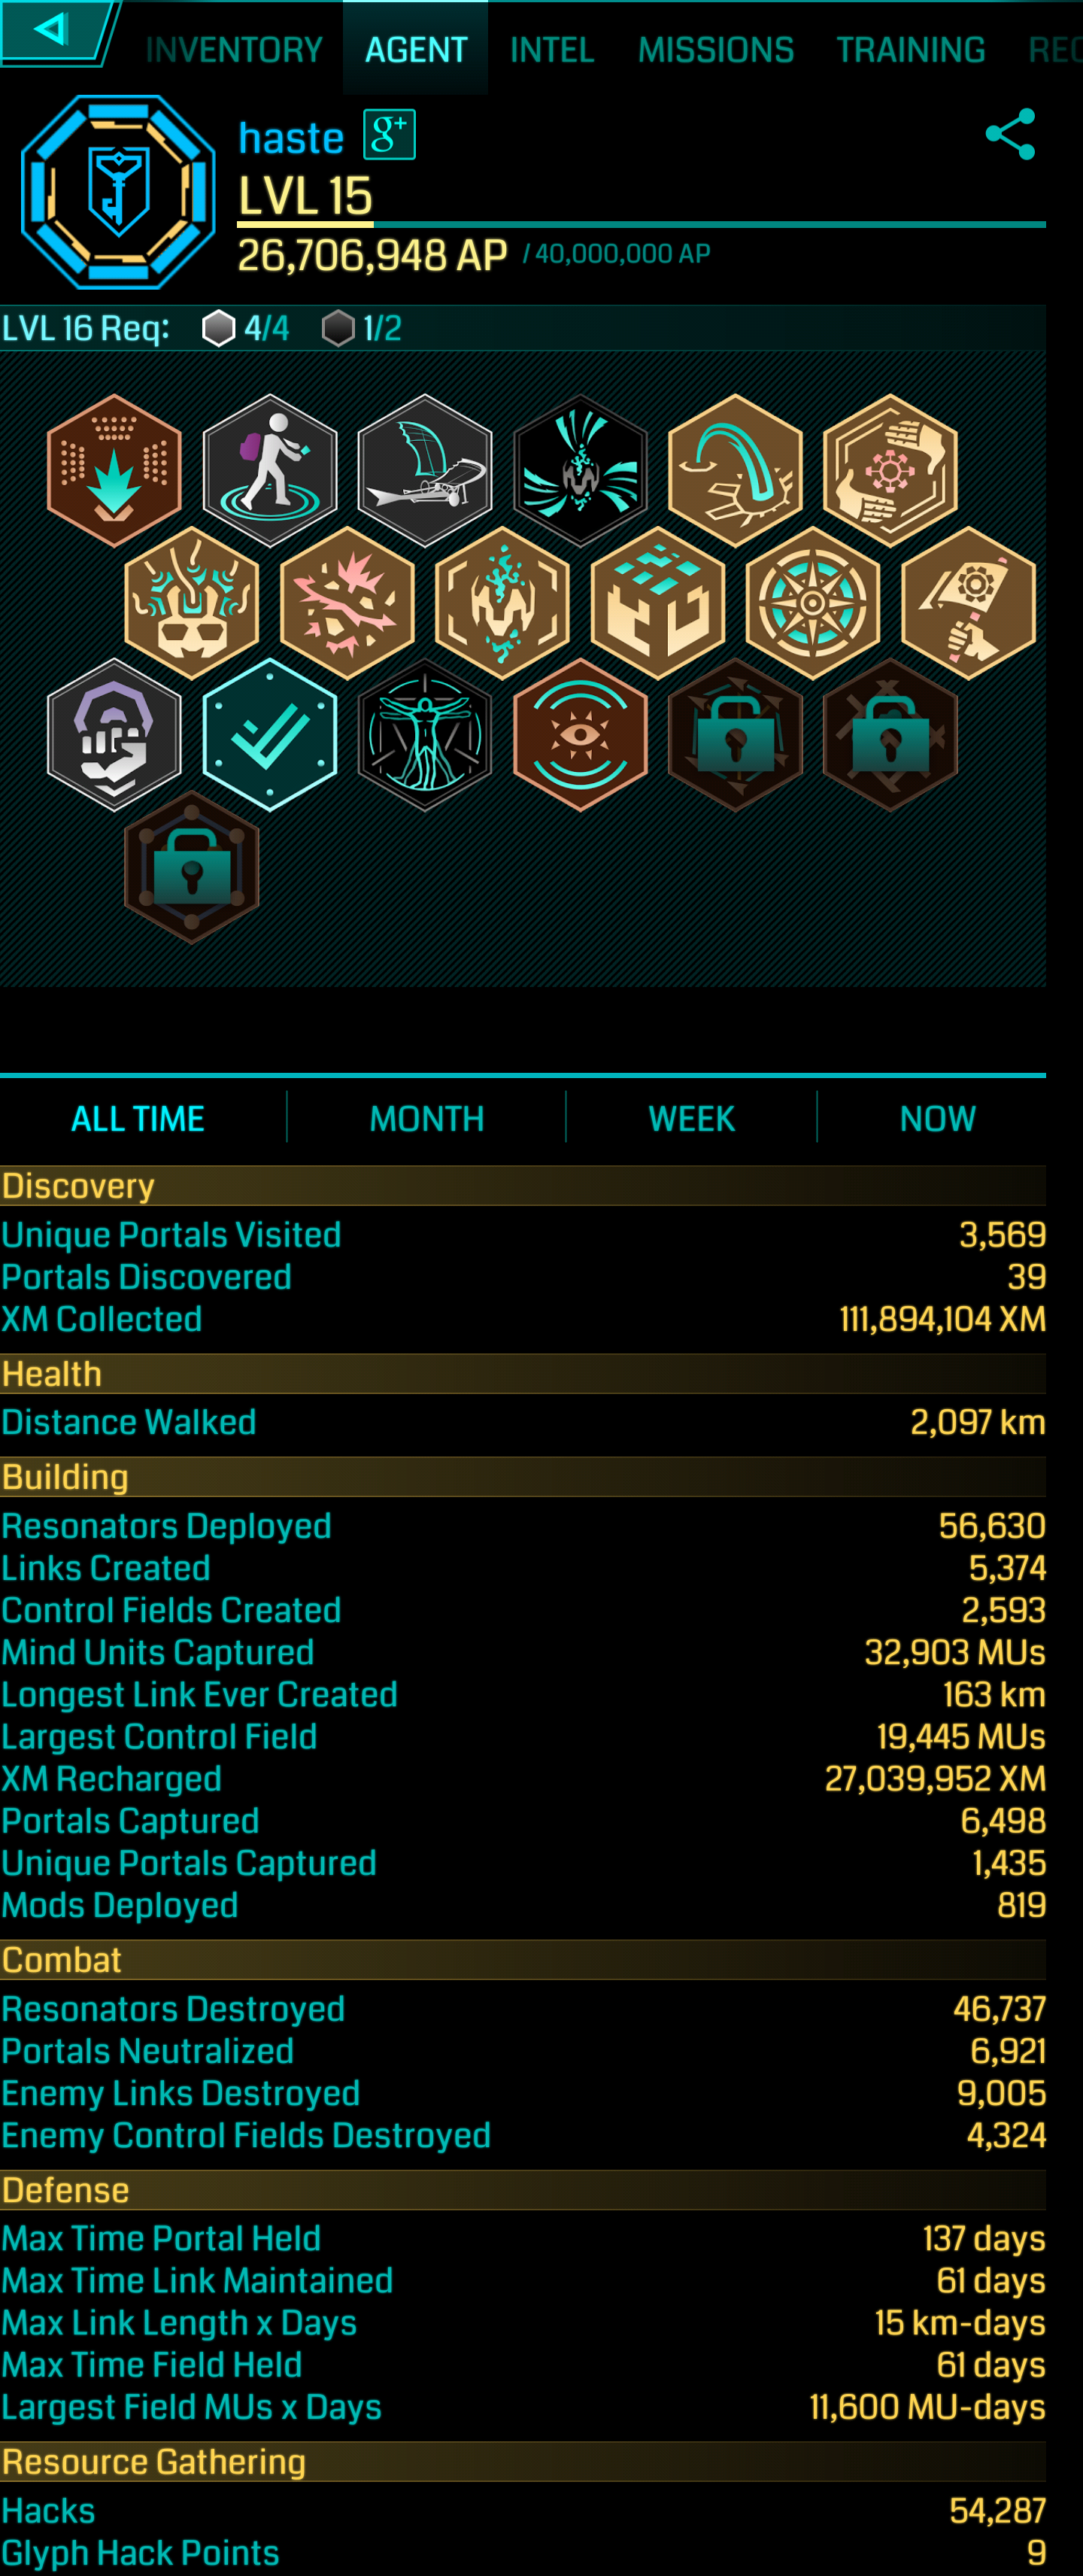 INVENTORY AGENT INTEL MISSIONS TRAINING REC
haste g+
LVL 15
26,706,948 AP / 40,000,000 AP
LVL 16 Req: 4/4 1/2
ALL TIME MONTH WEEK NOW
Discovery
Unique Portals Visited 3,569
Portals Discovered 39
XM Collected 111,894,104 XM
Health
Distance Walked 2,097 km
Building
Resonators Deployed 56,630
Links Created 5,374
Control Fields Created 2,593
Mind Units Captured 32,903 MUs
Longest Link Ever Created 163 km
Largest Control Field 19,445 MUs
XM Recharged 27,039,952 XM
Portals Captured 6,498
Unique Portals Captured 1,435
Mods Deployed 819
Combat
Resonators Destroyed 46,737
Portals Neutralized 6,921
Enemy Links Destroyed 9,005
Enemy Control Fields Destroyed 4,324
Defense
Max Time Portal Held 137 days
Max Time Link Maintained 61 days
Max Link Length x Days 15 km-days
Max Time Field Held 61 days
Largest Field MUs x Days 11,600 MU-days
Resource Gathering
Hacks 54,287
Glyph Hack Points 9